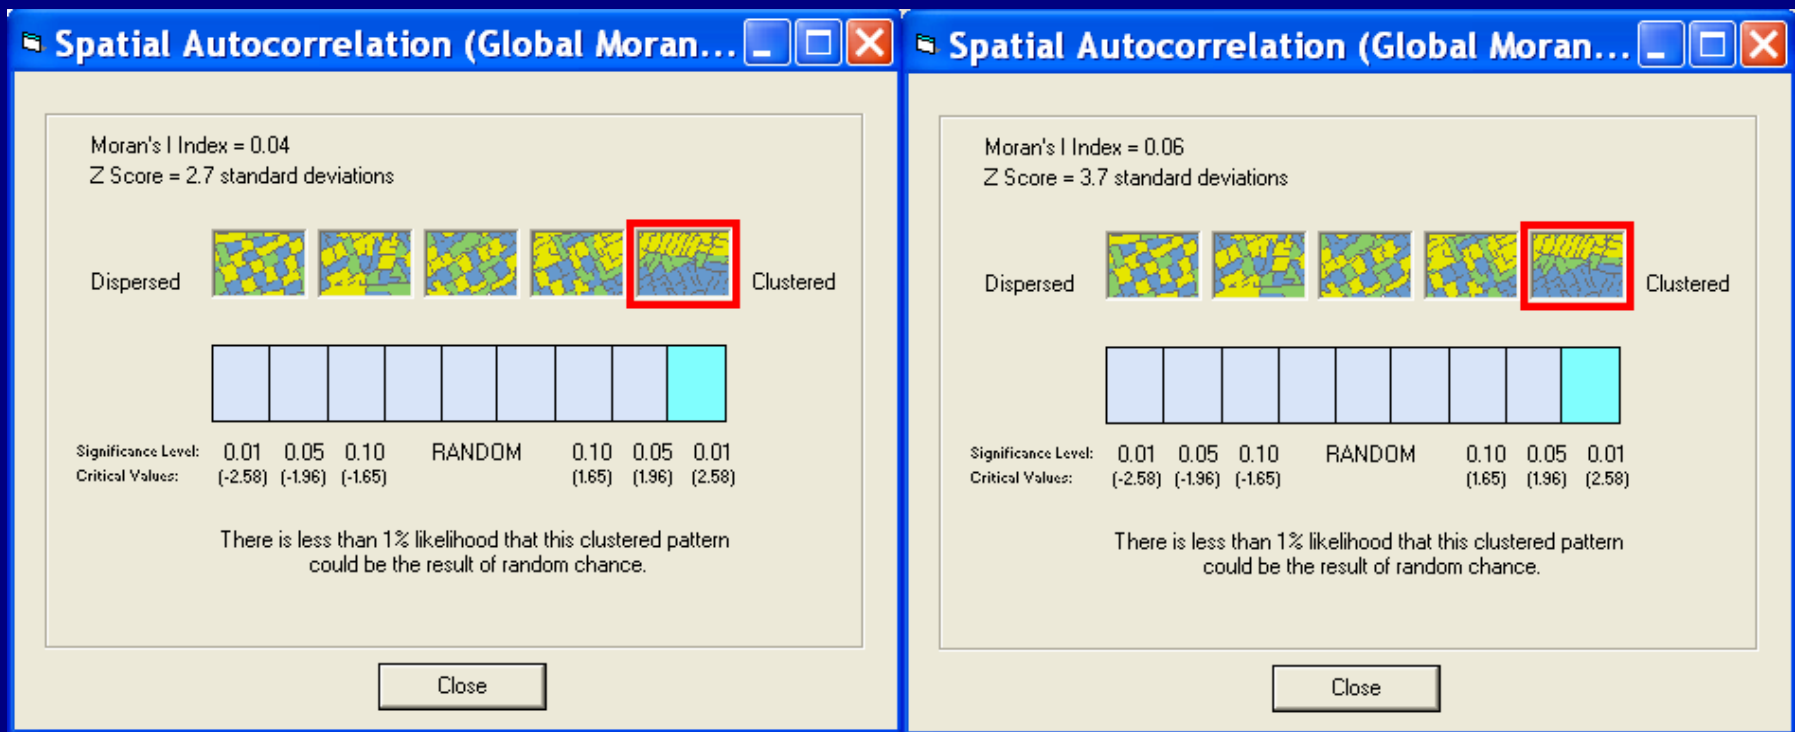 Spatial Autocorrelation (Global Moran...
Moran's I Index = 0.04
Z Score = 2.7 standard deviations
Dispersed
Clustered
Significance Level: 0.01 0.05 0.10 RANDOM 0.10 0.05 0.01
Critical Values: (-2.58) (-1.96) (-1.65) (1.65) (1.96) (2.58)
There is less than 1% likelihood that this clustered pattern
could be the result of random chance.
Close
Spatial Autocorrelation (Global Moran...
Moran's I Index = 0.06
Z Score = 3.7 standard deviations
Dispersed
Clustered
Significance Level: 0.01 0.05 0.10 RANDOM 0.10 0.05 0.01
Critical Values: (-2.58) (-1.96) (-1.65) (1.65) (1.96) (2.58)
There is less than 1% likelihood that this clustered pattern
could be the result of random chance.
Close